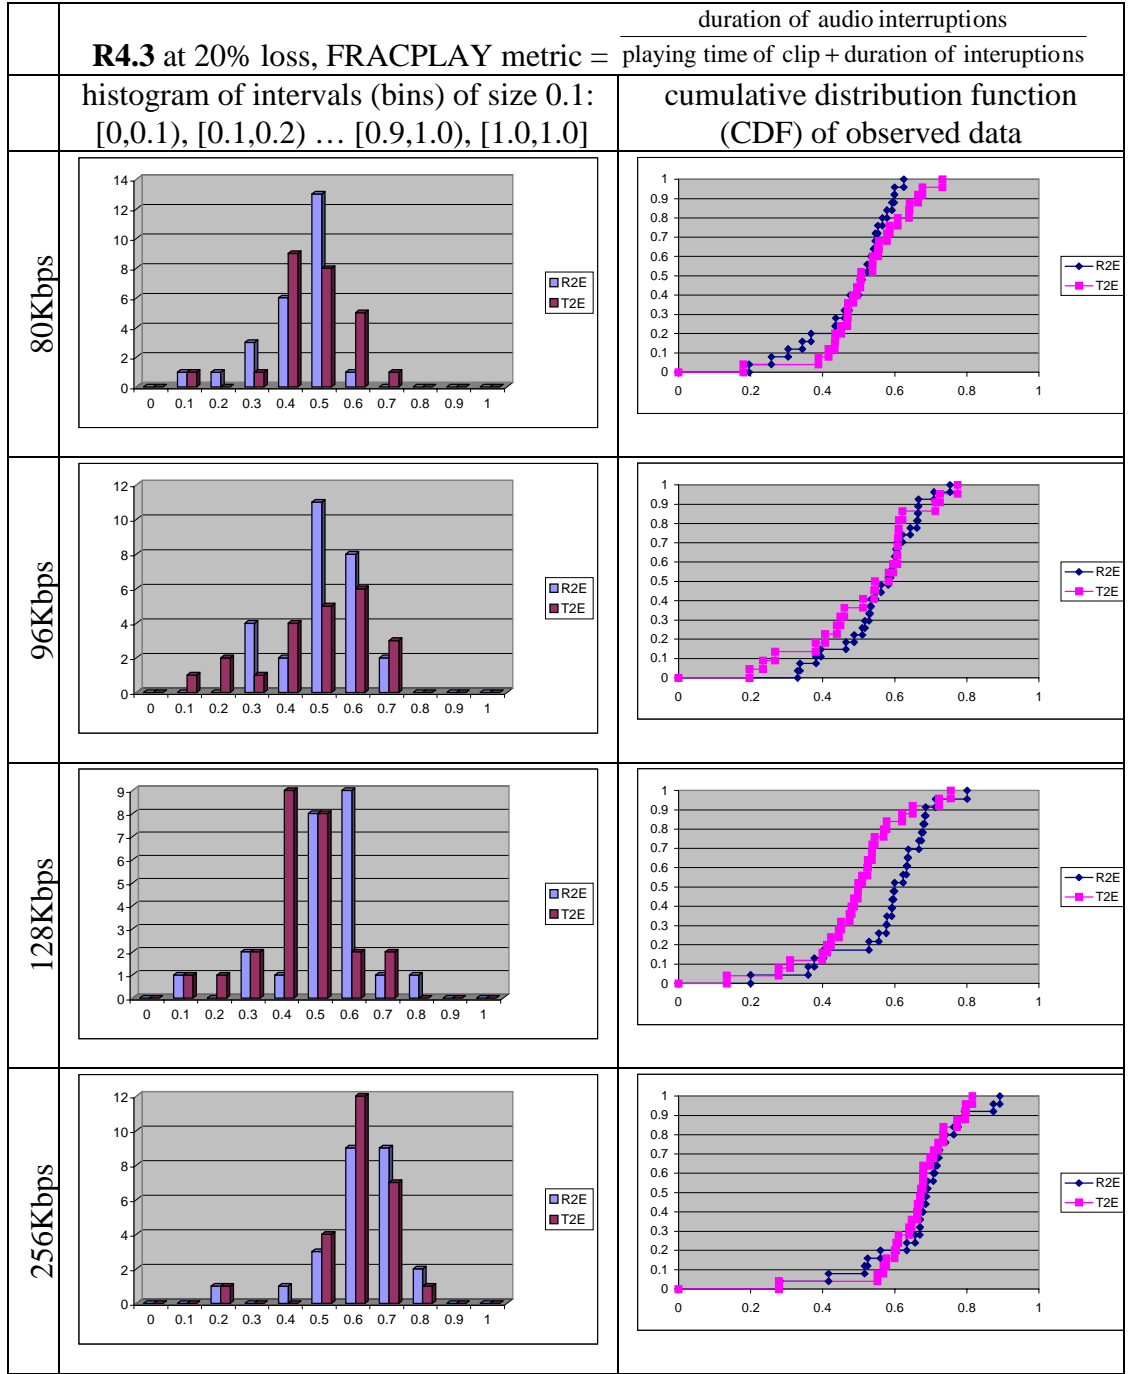 R4.3 at 20% loss, FRACPLAY metric = duration of audio interruptions
playing time of clip + duration of interuptions
histogram of intervals (bins) of size 0.1:
[0,0.1), [0.1,0.2) … [0.9,1.0), [1.0,1.0]
cumulative distribution function
(CDF) of observed data
80Kbps
14
12
10
8
6
4
2
0
0 0.1 0.2 0.3 0.4 0.5 0.6 0.7 0.8 0.9 1
R2E
T2E
1
0.9
0.8
0.7
0.6
0.5
0.4
0.3
0.2
0.1
0
0 0.2 0.4 0.6 0.8 1
R2E
T2E
96Kbps
12
10
8
6
4
2
0
0 0.1 0.2 0.3 0.4 0.5 0.6 0.7 0.8 0.9 1
R2E
T2E
1
0.9
0.8
0.7
0.6
0.5
0.4
0.3
0.2
0.1
0
0 0.2 0.4 0.6 0.8 1
R2E
T2E
128Kbps
9
8
7
6
5
4
3
2
1
0
0 0.1 0.2 0.3 0.4 0.5 0.6 0.7 0.8 0.9 1
R2E
T2E
1
0.9
0.8
0.7
0.6
0.5
0.4
0.3
0.2
0.1
0
0 0.2 0.4 0.6 0.8 1
R2E
T2E
256Kbps
12
10
8
6
4
2
0
0 0.1 0.2 0.3 0.4 0.5 0.6 0.7 0.8 0.9 1
R2E
T2E
1
0.9
0.8
0.7
0.6
0.5
0.4
0.3
0.2
0.1
0
0 0.2 0.4 0.6 0.8 1
R2E
T2E